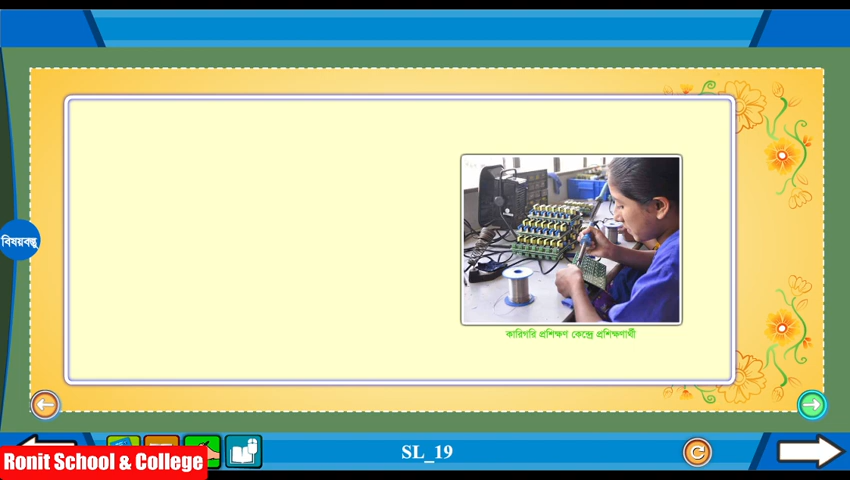 বিষয়বস্তু
কারিগরি প্রশিক্ষণ কেন্দ্রে প্রশিক্ষণার্থী
SL_19
Ronit School & College